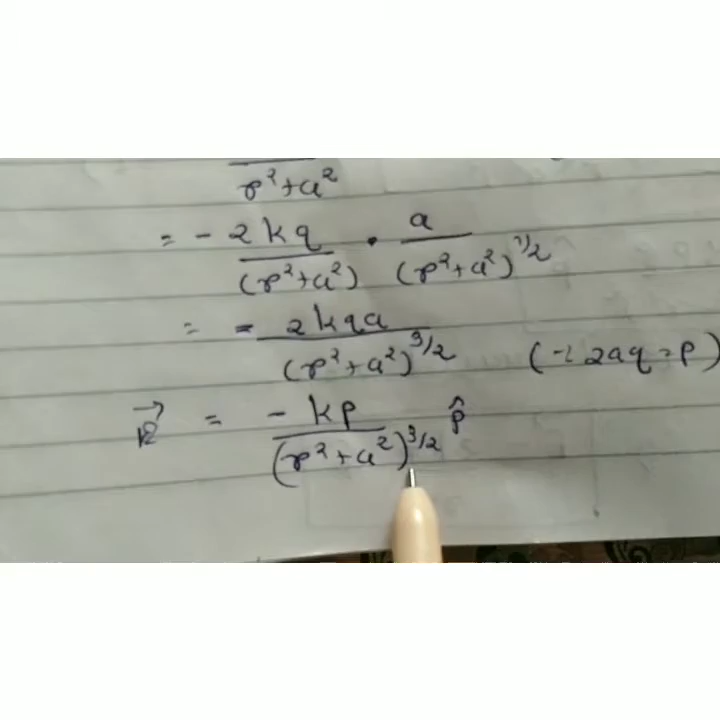 r²+a²
= - 2kq/(r²+a²) . a/(r²+a²)^1/2
= - 2kqa/(r²+a²)^3/2 (∵ 2aq = p)
E⃗ = -kp/(r²+a²)^3/2 p̂